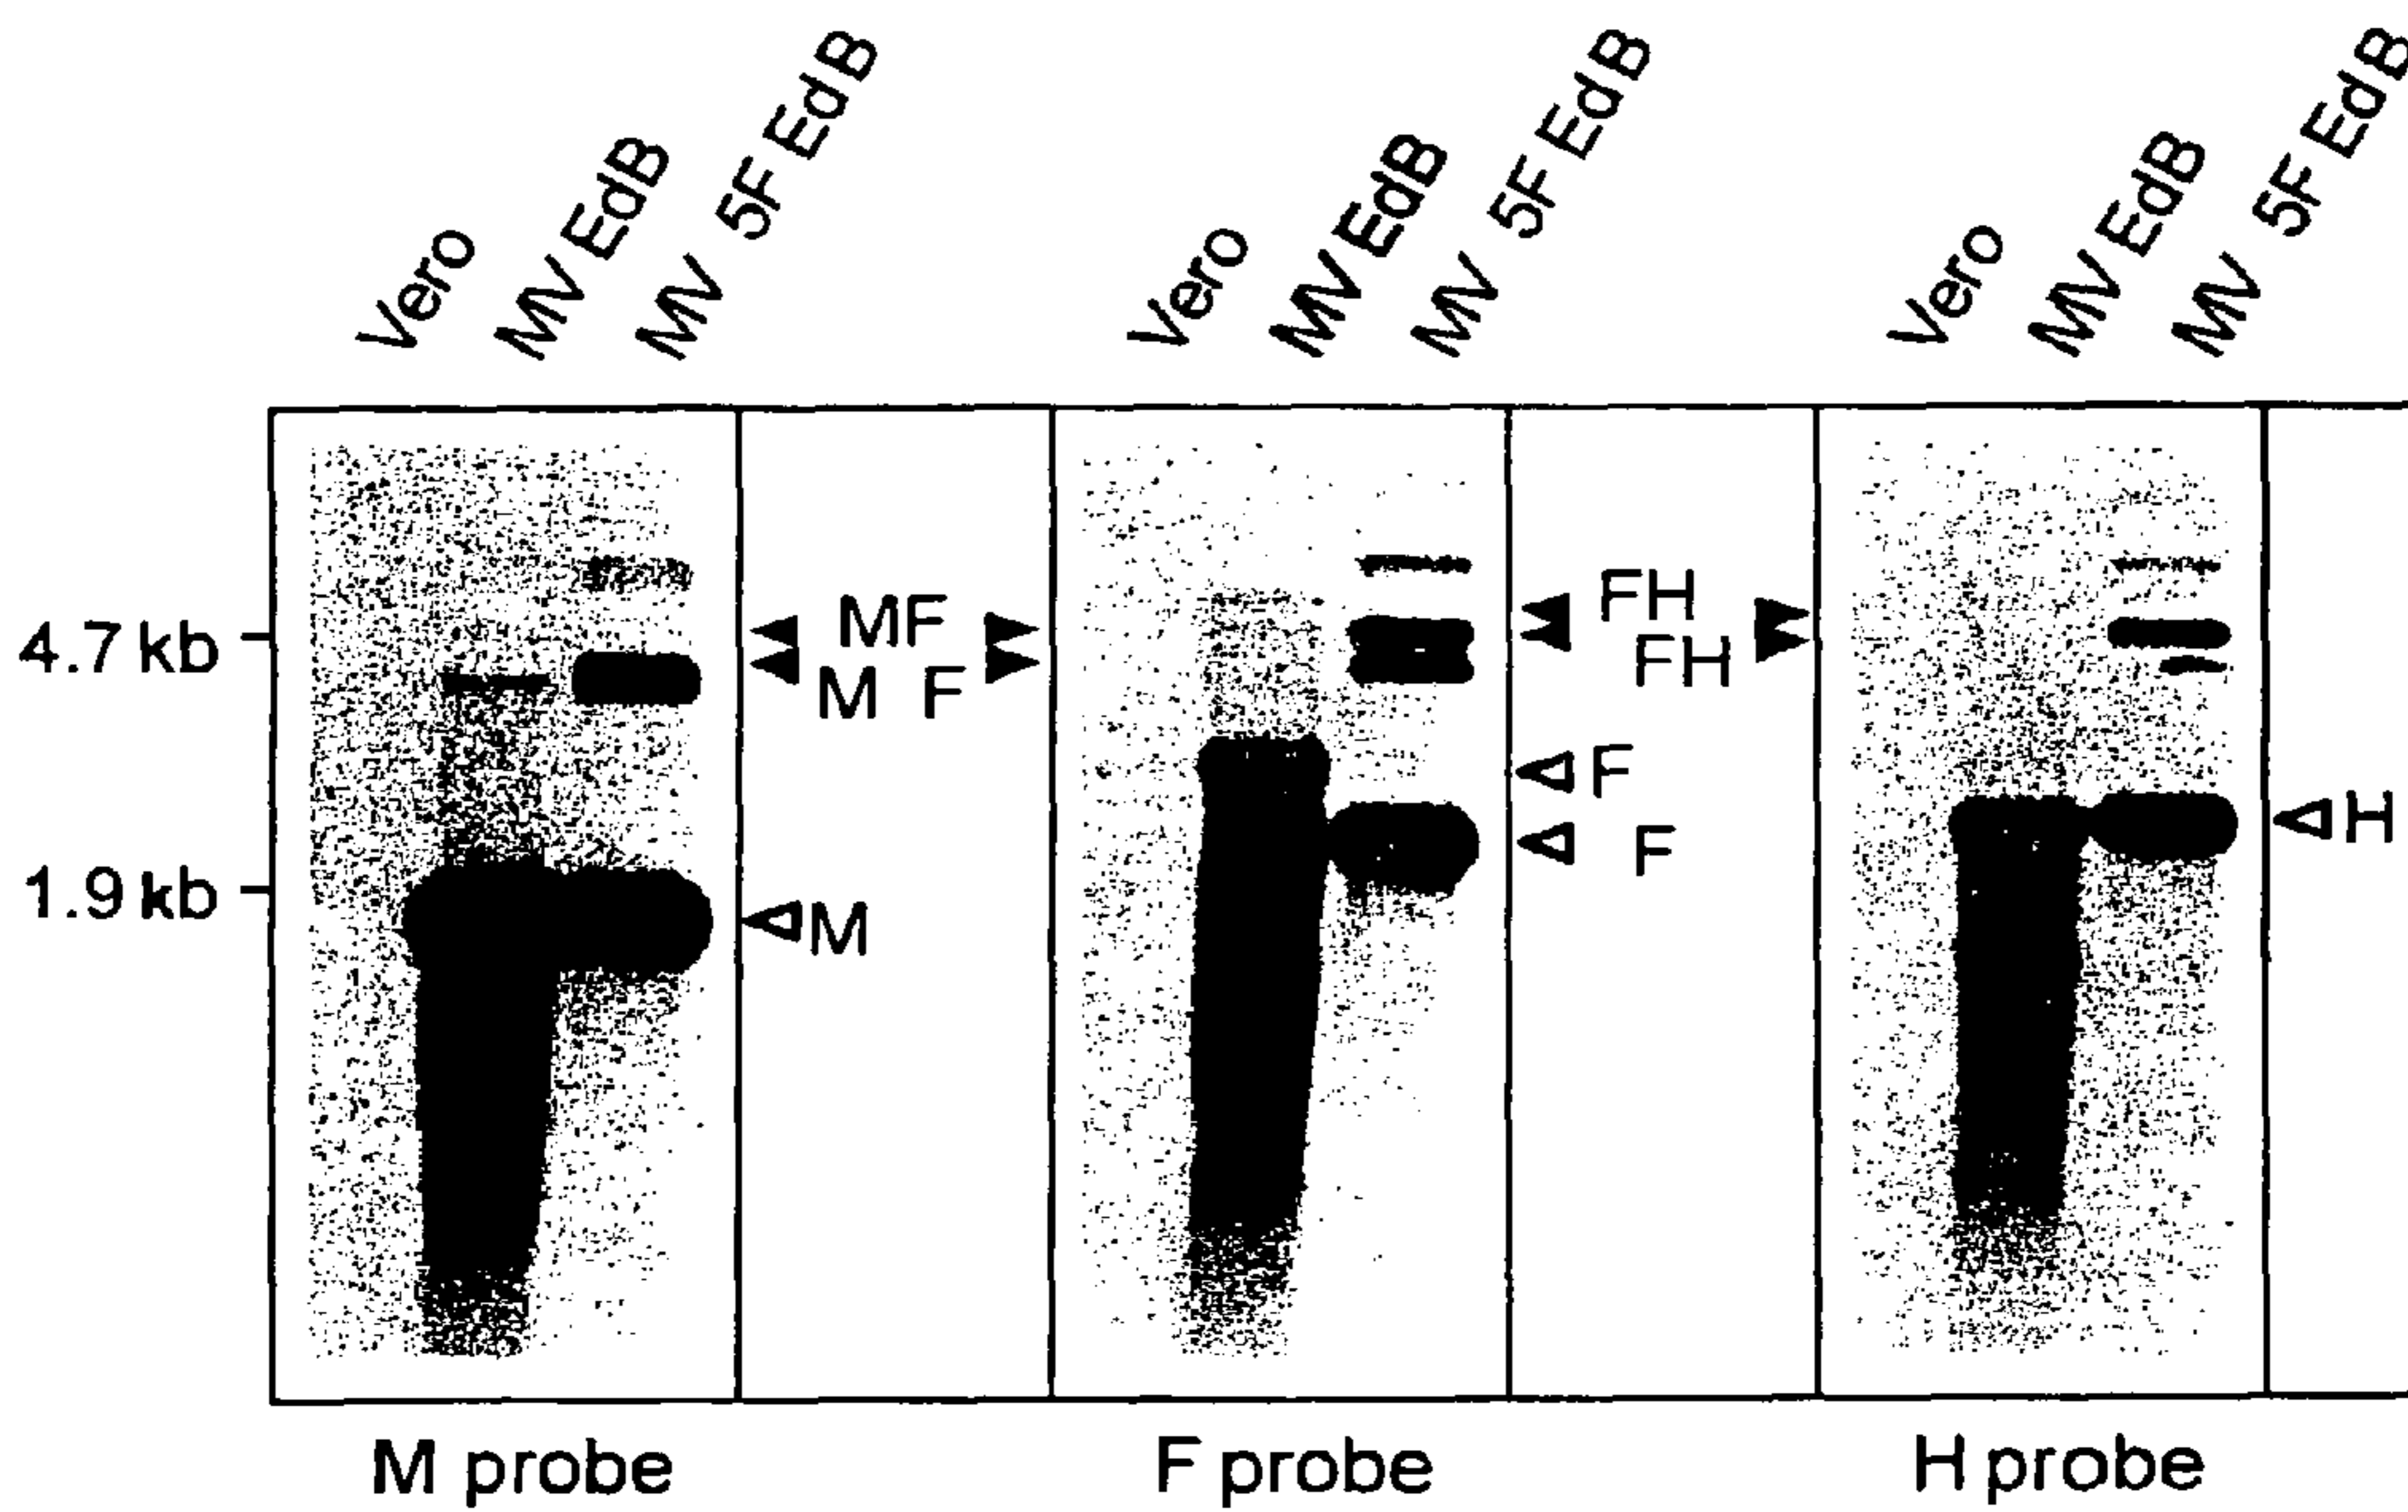 Vero MV EdB MV 5F EdB Vero MV EdB MV 5F EdB Vero MV EdB MV 5F EdB
MF FH
4.7 kb
M F FH
F
H
F
1.9 kb
M
M probe F probe H probe